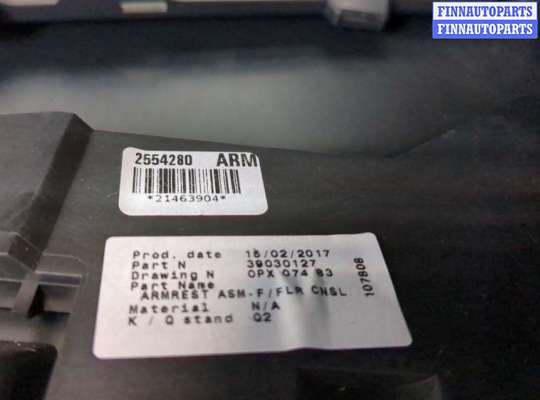 FINNAUTOPARTS
FINNAUTOPARTS
2554280 ARM
*21463904*
Prod. date 15/02/2017
Part N 39030127
Drawing N 0PX 074 83
Part Name
ARMREST ASM-F/FLR CNSL
Material N/A
K / Q stand Q2
107808